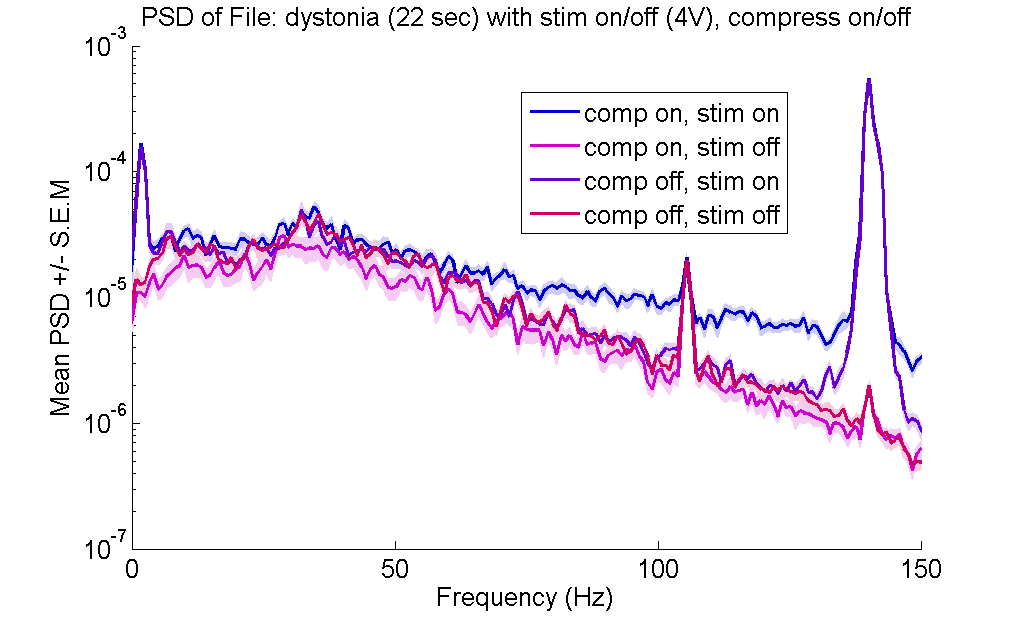 PSD of File: dystonia (22 sec) with stim on/off (4V), compress on/off
10^-3
10^-4
10^-5
10^-6
10^-7
Mean PSD +/- S.E.M
comp on, stim on
comp on, stim off
comp off, stim on
comp off, stim off
0 50 100 150
Frequency (Hz)